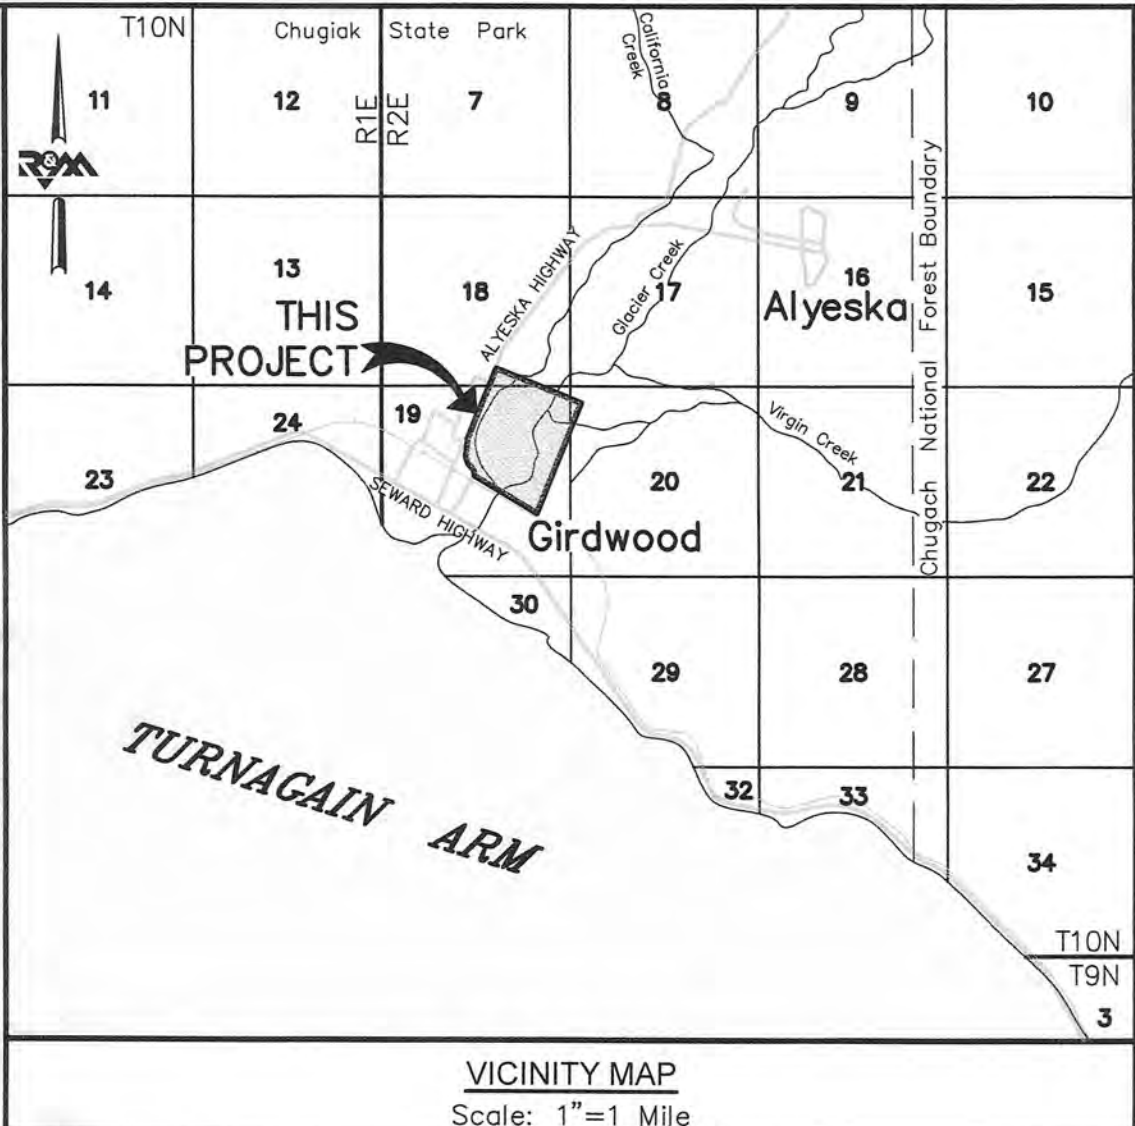 T10N
Chugiak State Park
California
Creek
11
12
R1E
R2E
7
8
9
10
R&M
14
13
18
ALYESKA HIGHWAY
Glacier Creek
17
16
15
Alyeska
Chugach National Forest Boundary
THIS
PROJECT
23
24
19
20
Virgin Creek
21
22
SEWARD HIGHWAY
Girdwood
30
29
28
27
TURNAGAIN ARM
32
33
34
T10N
T9N
3
VICINITY MAP
Scale: 1"=1 Mile